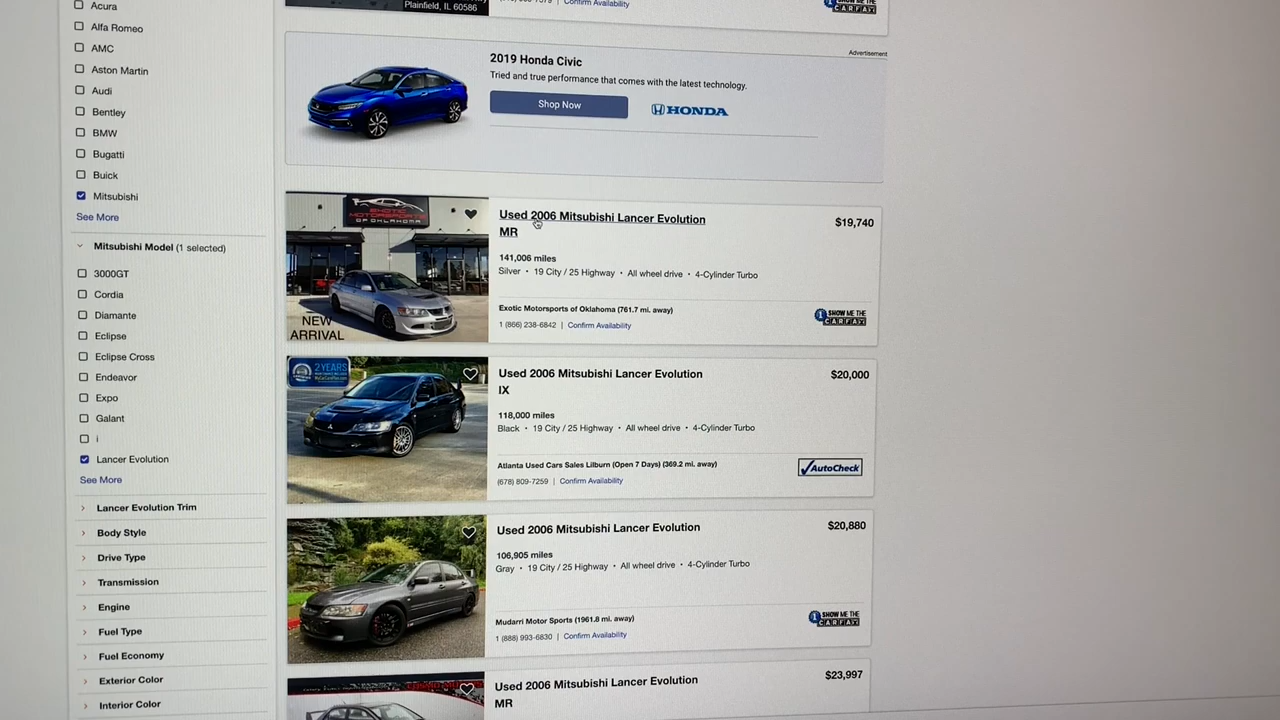 Acura
Alfa Romeo
AMC
Aston Martin
Audi
Bentley
BMW
Bugatti
Buick
Mitsubishi
See More
Mitsubishi Model (1 selected)
3000GT
Cordia
Diamante
Eclipse
Eclipse Cross
Endeavor
Expo
Galant
i
Lancer Evolution
See More
Lancer Evolution Trim
Body Style
Drive Type
Transmission
Engine
Fuel Type
Fuel Economy
Exterior Color
Interior Color
Plainfield, IL 60586
Confirm Availability
CARFAX
Advertisement
2019 Honda Civic
Tried and true performance that comes with the latest technology.
Shop Now
HONDA
EXOTIC
MOTORSPORTS
OF OKLAHOMA
NEW
ARRIVAL
Used 2006 Mitsubishi Lancer Evolution
MR
$19,740
141,006 miles
Silver • 19 City / 25 Highway • All wheel drive • 4-Cylinder Turbo
Exotic Motorsports of Oklahoma (761.7 mi. away)
1 (866) 238-6842 | Confirm Availability
SHOW ME THE
CARFAX
2 YEARS
Used 2006 Mitsubishi Lancer Evolution
IX
$20,000
118,000 miles
Black • 19 City / 25 Highway • All wheel drive • 4-Cylinder Turbo
Atlanta Used Cars Sales Lilburn (Open 7 Days) (369.2 mi. away)
(678) 809-7259 | Confirm Availability
AutoCheck
Used 2006 Mitsubishi Lancer Evolution
$20,880
106,905 miles
Gray • 19 City / 25 Highway • All wheel drive • 4-Cylinder Turbo
Mudarri Motor Sports (1961.8 mi. away)
1 (888) 993-6830 | Confirm Availability
SHOW ME THE
CARFAX
Used 2006 Mitsubishi Lancer Evolution
MR
$23,997